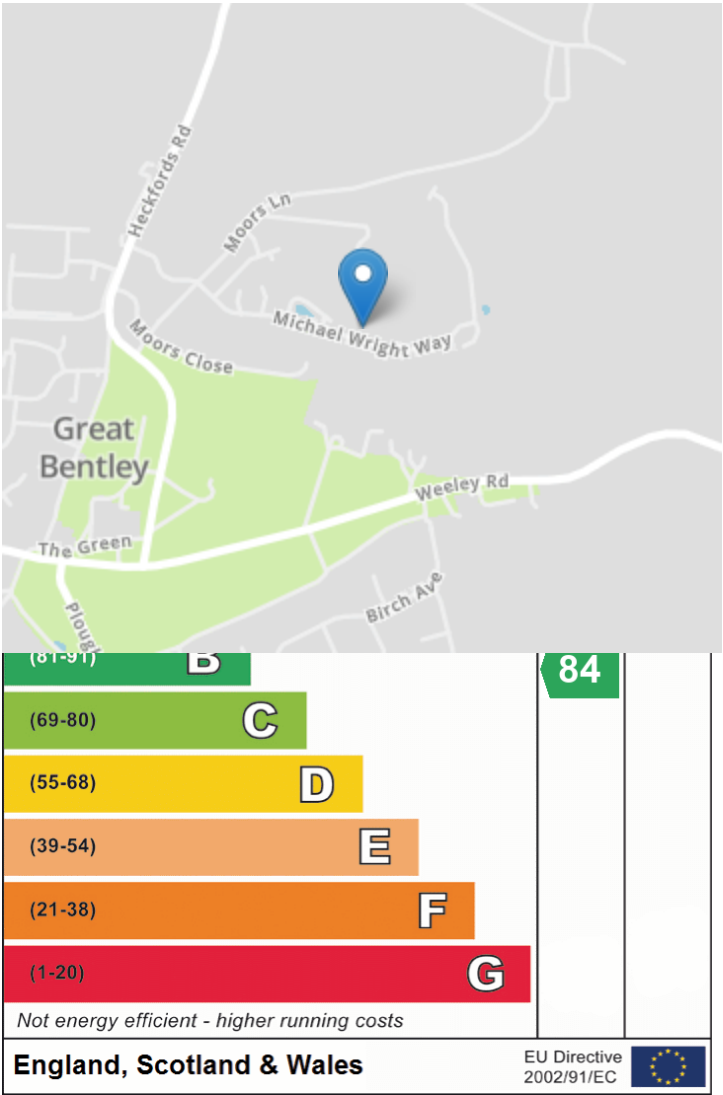 Heckfords Rd
Moors Ln
Michael Wright Way
Moors Close
Great
Bentley
Weeley Rd
The Green
Birch Ave
(81-91) B 84
(69-80) C
(55-68) D
(39-54) E
(21-38) F
(1-20) G
Not energy efficient - higher running costs
England, Scotland & Wales
EU Directive
2002/91/EC